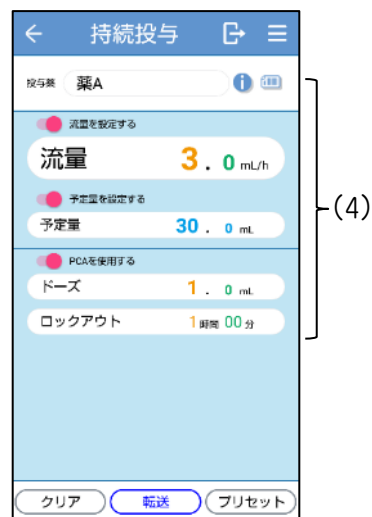 持続投与
投与薬 薬A
流量を設定する
流量 3.0 mL/h
予定量を設定する
予定量 30.0 mL
PCAを使用する
ドーズ 1.0 mL
ロックアウト 1時間00分
(4)
クリア 転送 プリセット